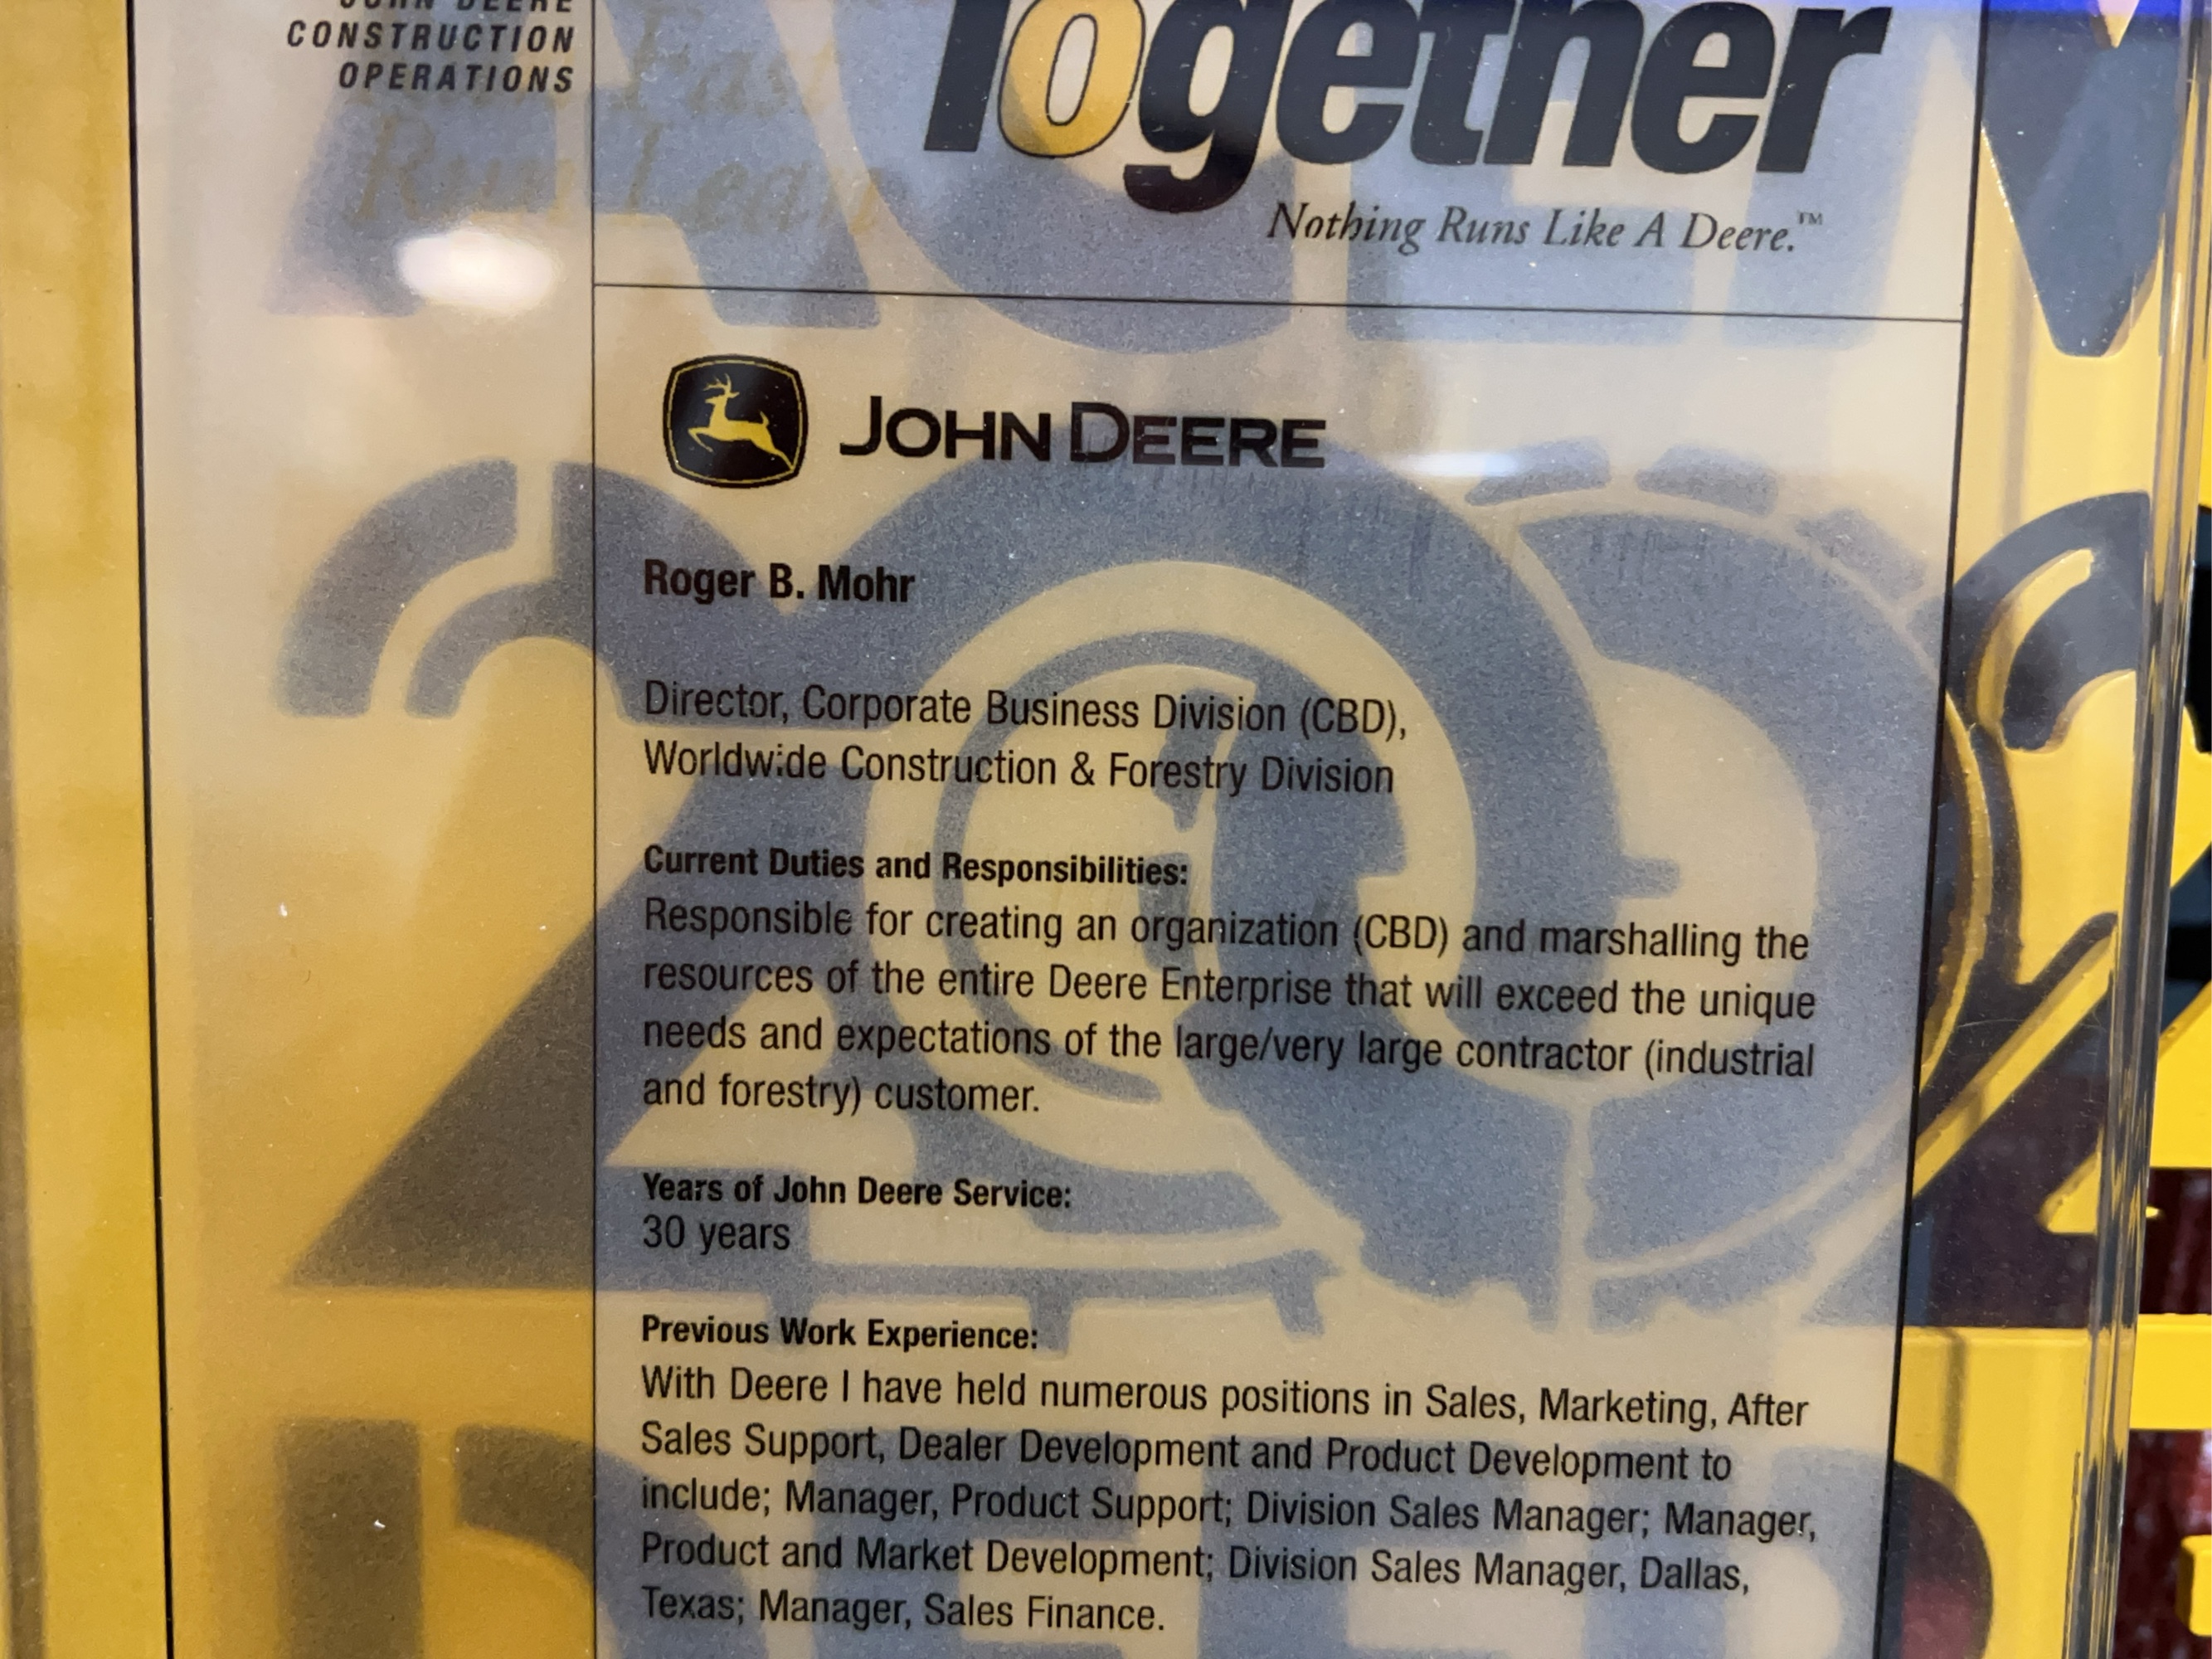 JOHN DEERE
CONSTRUCTION
OPERATIONS
Fast
Run Lean
Together
Nothing Runs Like A Deere.™
JOHN DEERE
Roger B. Mohr
Director, Corporate Business Division (CBD),
Worldwide Construction & Forestry Division
Current Duties and Responsibilities:
Responsible for creating an organization (CBD) and marshalling the
resources of the entire Deere Enterprise that will exceed the unique
needs and expectations of the large/very large contractor (industrial
and forestry) customer.
Years of John Deere Service:
30 years
Previous Work Experience:
With Deere I have held numerous positions in Sales, Marketing, After
Sales Support, Dealer Development and Product Development to
include; Manager, Product Support; Division Sales Manager; Manager,
Product and Market Development; Division Sales Manager, Dallas,
Texas; Manager, Sales Finance.